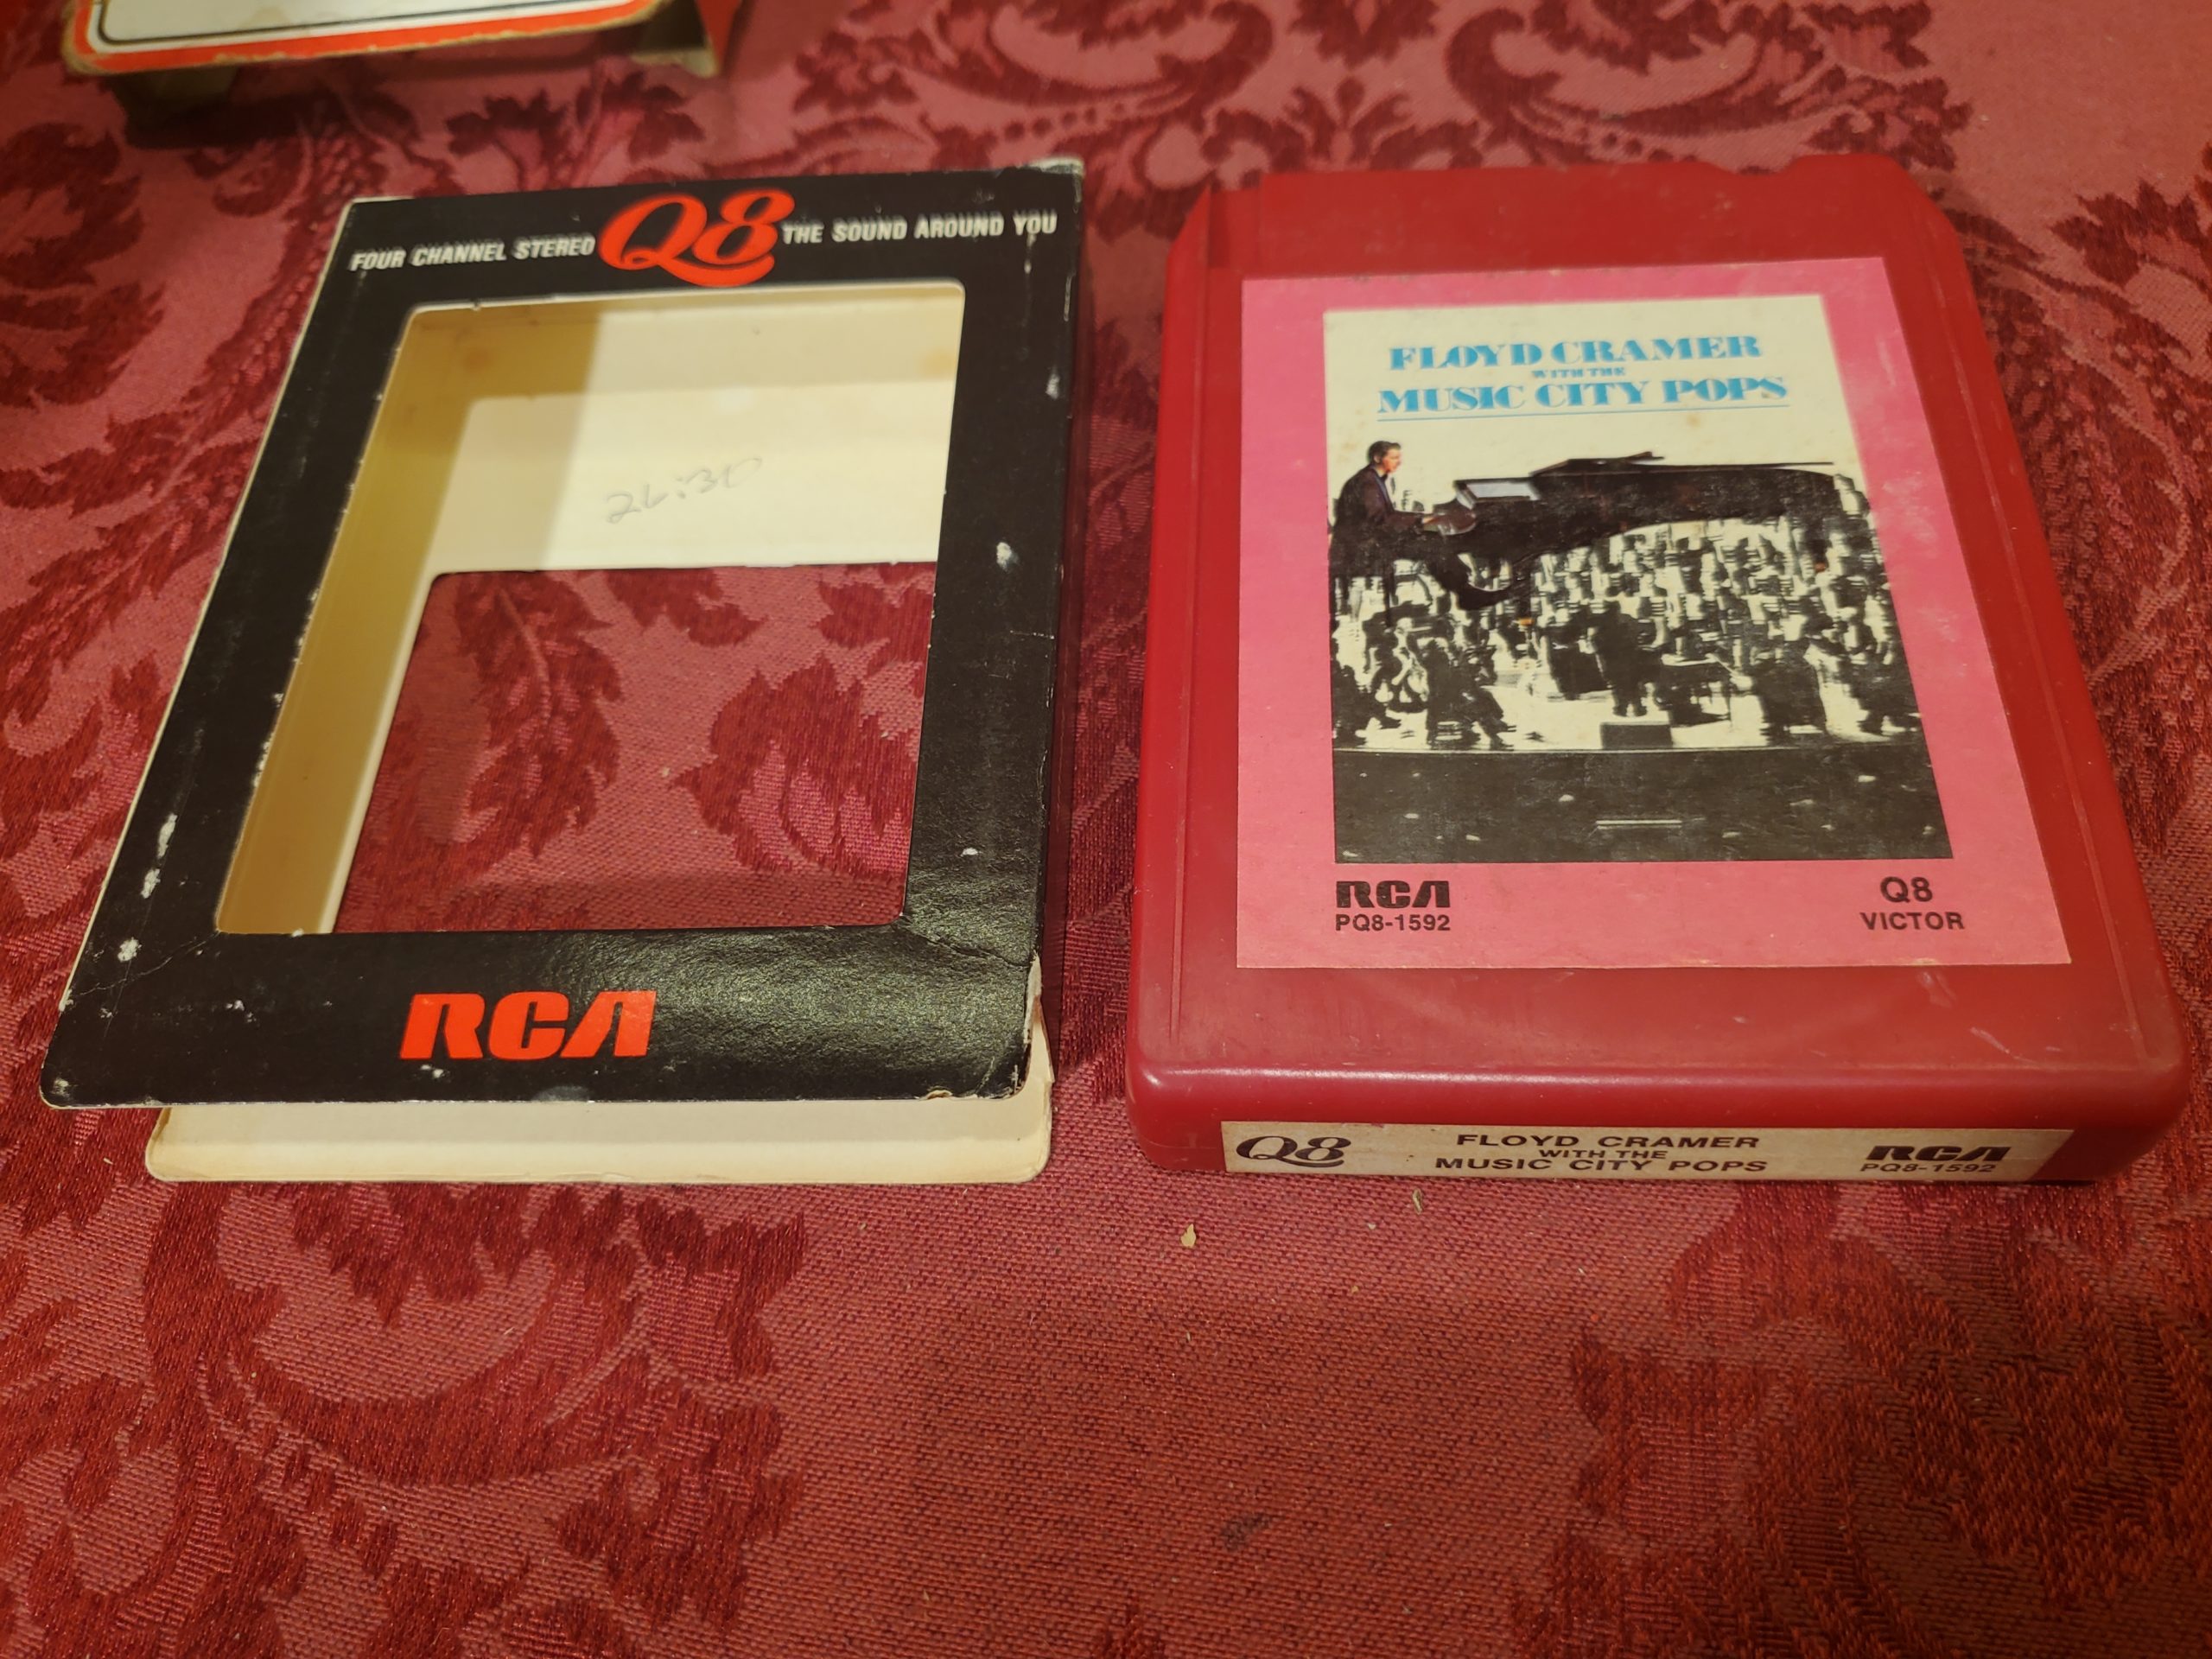 FOUR CHANNEL STEREO Q8 THE SOUND AROUND YOU
26:30
RCA
FLOYD CRAMER
WITH THE
MUSIC CITY POPS
RCA
PQ8-1592
Q8
VICTOR
Q8 FLOYD CRAMER
WITH THE
MUSIC CITY POPS
RCA
PQ8-1592